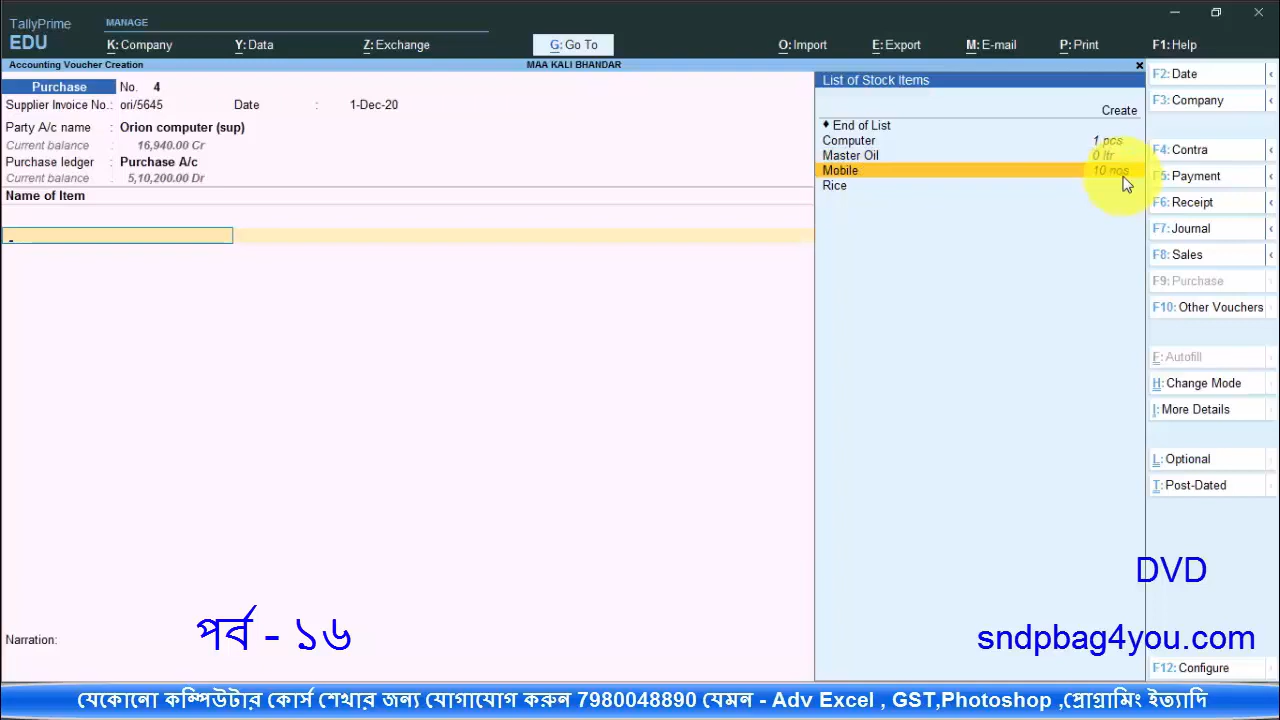 TallyPrime
EDU
MANAGE
K: Company
Y: Data
Z: Exchange
G: Go To
O: Import
E: Export
M: E-mail
P: Print
F1: Help
Accounting Voucher Creation
MAA KALI BHANDAR
Purchase No. 4
Supplier Invoice No.: ori/5645 Date : 1-Dec-20
Party A/c name : Orion computer (sup)
Current balance : 16,940.00 Cr
Purchase ledger : Purchase A/c
Current balance : 5,10,200.00 Dr
Name of Item
List of Stock Items
Create
♦ End of List
Computer 1 pcs
Master Oil 0 ltr
Mobile 10 nos
Rice
F2: Date
F3: Company
F4: Contra
F5: Payment
F6: Receipt
F7: Journal
F8: Sales
F9: Purchase
F10: Other Vouchers
F: Autofill
H: Change Mode
I: More Details
L: Optional
T: Post-Dated
F12: Configure
DVD
Narration:
পর্ব - ১৬
sndpbag4you.com
যেকোনো কম্পিউটার কোর্স শেখার জন্য যোগাযোগ করুন 7980048890 যেমন - Adv Excel , GST,Photoshop ,প্রোগ্রামিং ইত্যাদি